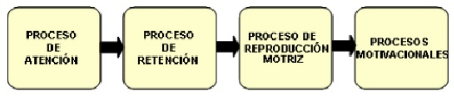 PROCESO
DE
ATENCIÓN
PROCESO
DE
RETENCIÓN
PROCESO DE
REPRODUCCIÓN
MOTRIZ
PROCESOS
MOTIVACIONALES